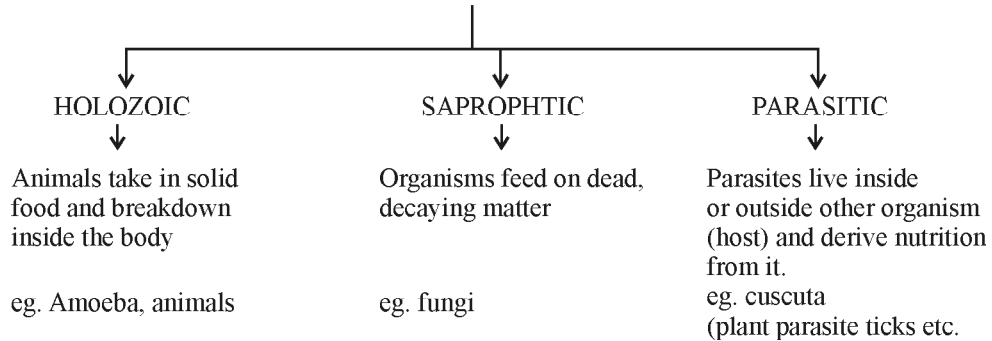 HOLOZOIC
Animals take in solid
food and breakdown
inside the body
eg. Amoeba, animals
SAPROPHTIC
Organisms feed on dead,
decaying matter
eg. fungi
PARASITIC
Parasites live inside
or outside other organism
(host) and derive nutrition
from it.
eg. cuscuta
(plant parasite ticks etc.